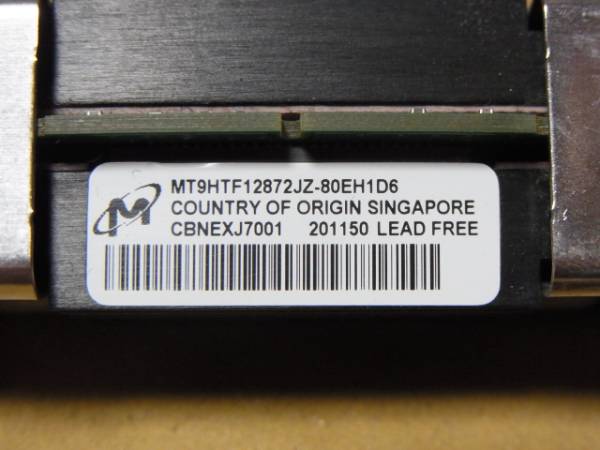 MT9HTF12872JZ-80EH1D6
COUNTRY OF ORIGIN SINGAPORE
CBNEXJ7001 201150 LEAD FREE